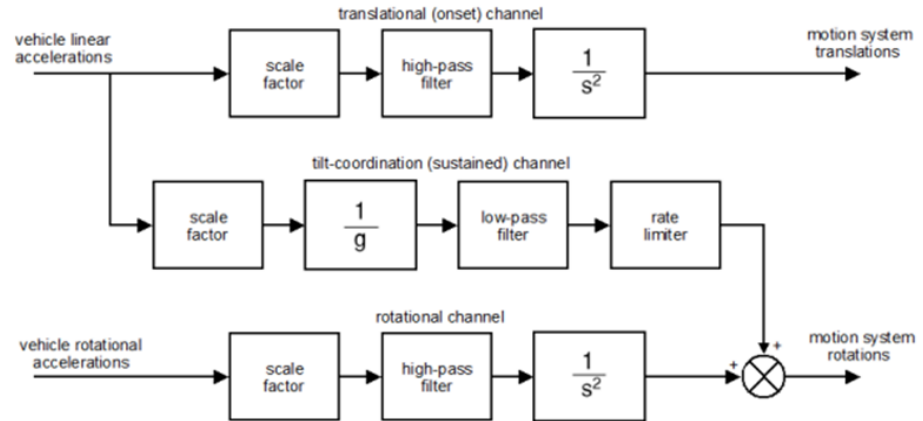 translational (onset) channel
vehicle linear
accelerations
scale
factor
high-pass
filter
1
s²
motion system
translations
tilt-coordination (sustained) channel
scale
factor
1
g
low-pass
filter
rate
limiter
rotational channel
vehicle rotational
accelerations
scale
factor
high-pass
filter
1
s²
+
+
motion system
rotations